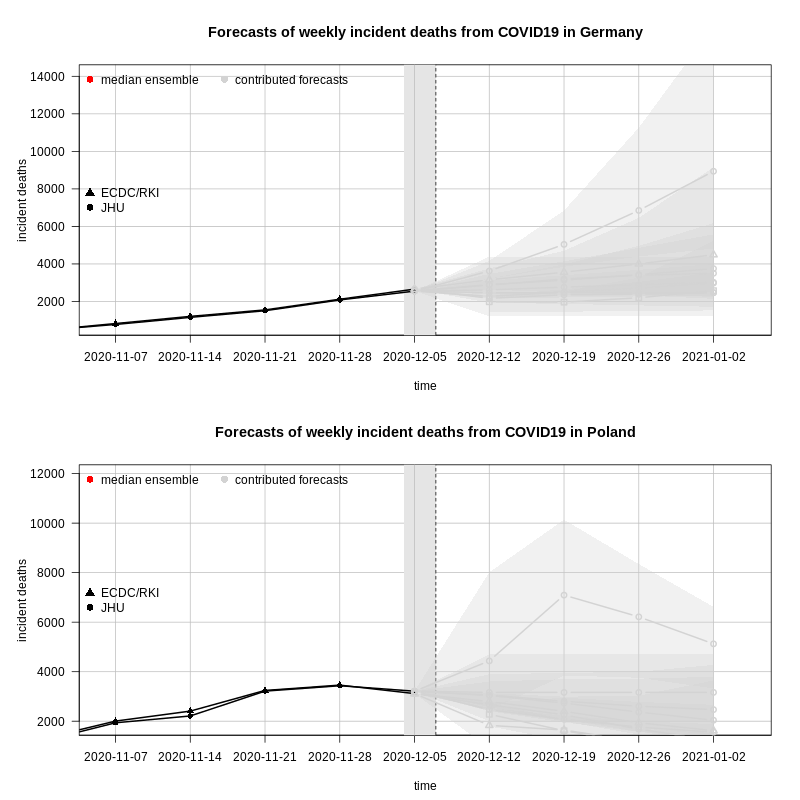 Forecasts of weekly incident deaths from COVID19 in Germany
median ensemble contributed forecasts
ECDC/RKI
JHU
14000
12000
10000
8000
6000
4000
2000
incident deaths
2020-11-07 2020-11-14 2020-11-21 2020-11-28 2020-12-05 2020-12-12 2020-12-19 2020-12-26 2021-01-02
time
Forecasts of weekly incident deaths from COVID19 in Poland
median ensemble contributed forecasts
ECDC/RKI
JHU
12000
10000
8000
6000
4000
2000
incident deaths
2020-11-07 2020-11-14 2020-11-21 2020-11-28 2020-12-05 2020-12-12 2020-12-19 2020-12-26 2021-01-02
time